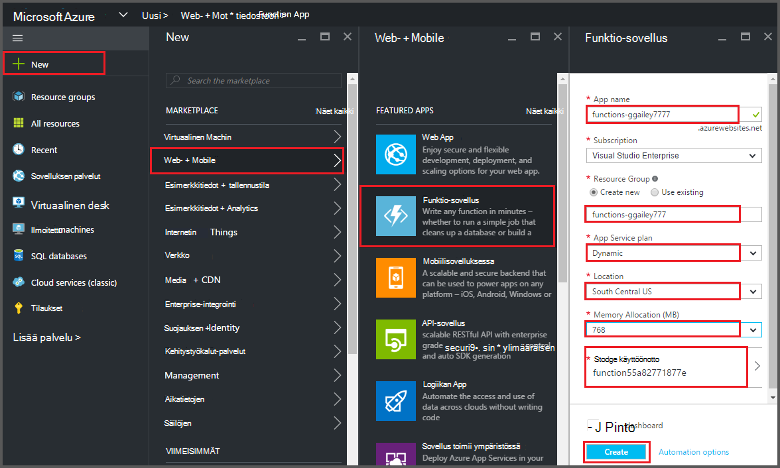 Microsoft Azure
Uusi >
Web- + Mot * tiedostoon
Function App
New
Resource groups
All resources
Recent
Sovelluksen palvelut
Virtuaalinen desk
Ilmoitetmachines
SQL databases
Cloud services (classic)
Tilaukset
Lisää palvelu >
New
Search the marketplace
MARKETPLACE
Näet kaikki
Virtuaalinen Machin
Web- + Mobile
Esimerkkitiedot + tallennustila
Esimerkkitiedot + Analytics
Internetin Things
Verkko
Media + CDN
Enterprise-integrointi
Suojauksen +Identity
Kehitystyökalut-palvelut
Management
Aikatietojen
Säilöjen
VIIMEISIMMÄT
Web- + Mobile
FEATURED APPS
Näet kaikki
Web App
Enjoy secure and flexible
development, deployment, and
scaling options for your web app.
Funktio-sovellus
Write any function in minutes –
whether to run a simple job that
cleans up a database or build a
Mobiilisovelluksessa
A scalable and secure backend that
can be used to power apps on any
platform – iOS, Android, Windows or
API-sovellus
scalable RESTful API with enterprise
grade securi9-. sin * ylimääräisen
and auto SDK generation
Logiikan App
Automate the access and use of
data across clouds without writing
code
Sovellus toimii ympäristössä
Deploy Azure App Services in your
Funktio-sovellus
* App name
functions-ggailey7777
.azurewebsites.net
* Subscription
Visual Studio Enterprise
* Resource Group
Create new
Use existing
functions-ggailey777
* App Service plan
Dynamic
* Location
South Central US
* Memory Allocation (MB)
768
* Stodge käyttöönotto
function55a82771877e
- J Pinto
dashboard
Create
Automation options